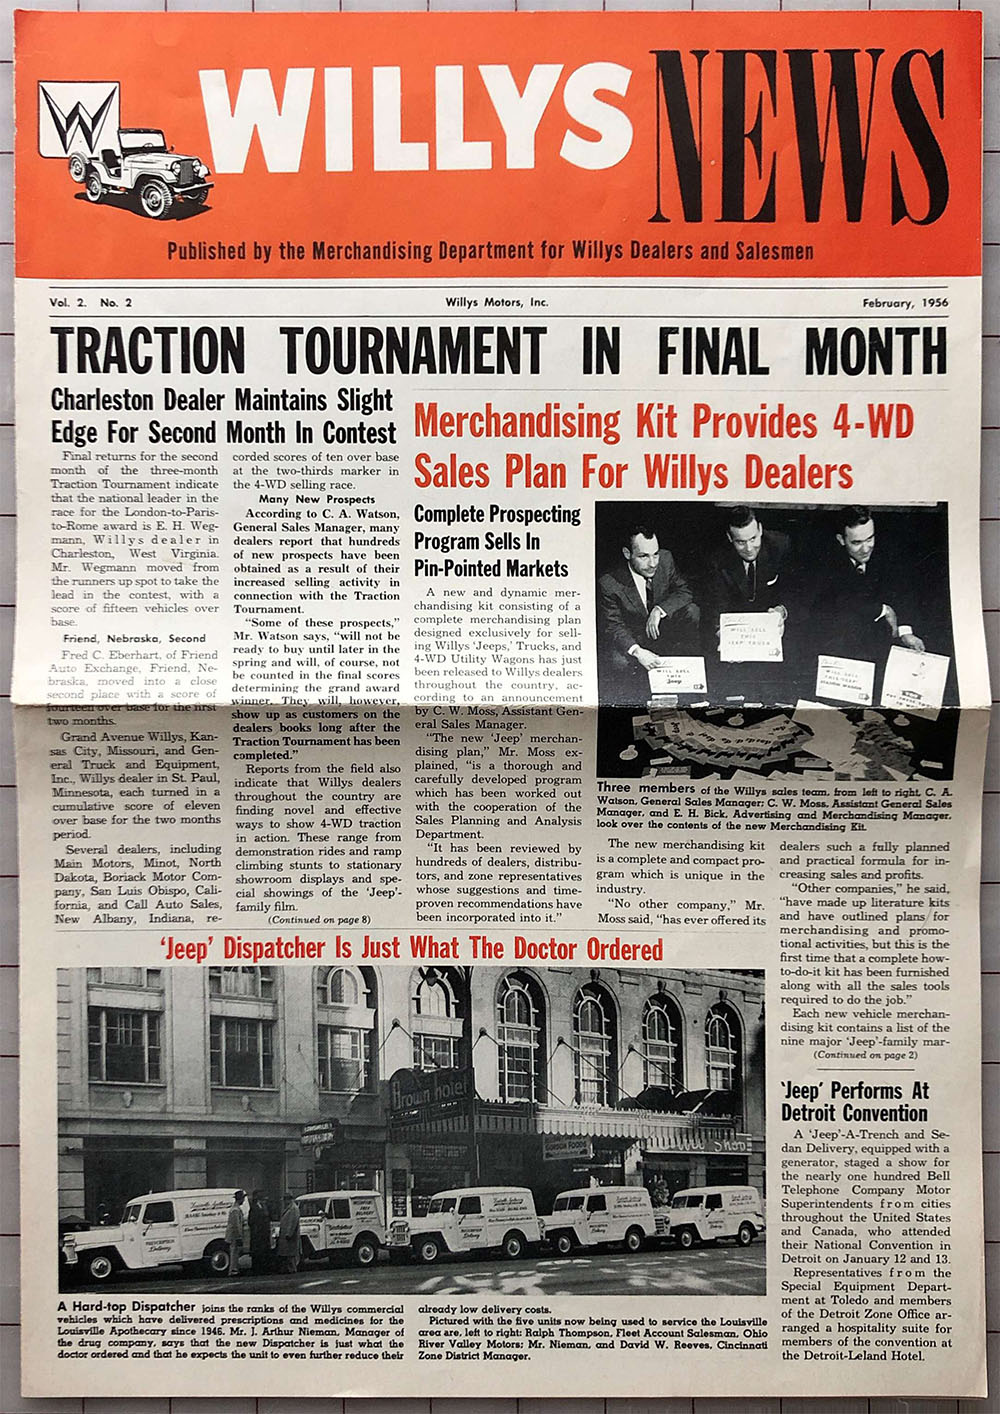 W
WILLYS NEWS
Published by the Merchandising Department for Willys Dealers and Salesmen
Vol. 2. No. 2
Willys Motors, Inc.
February, 1956
TRACTION TOURNAMENT IN FINAL MONTH
Charleston Dealer Maintains Slight
Edge For Second Month In Contest
Final returns for the second
month of the three-month
Traction Tournament indicate
that the national leader in the
race for the London-to-Paris-
to-Rome award is E. H. Weg-
mann, Willys dealer in
Charleston, West Virginia.
Mr. Wegmann moved from
the runners up spot to take the
lead in the contest, with a
score of fifteen vehicles over
base.
Friend, Nebraska, Second
Fred C. Eberhart, of Friend
Auto Exchange, Friend, Ne-
braska, moved into a close
second place with a score of
fourteen over base for the first
two months.
Grand Avenue Willys, Kan-
sas City, Missouri, and Gen-
eral Truck and Equipment,
Inc., Willys dealer in St. Paul,
Minnesota, each turned in a
cumulative score of eleven
over base for the two months
period.
Several dealers, including
Main Motors, Minot, North
Dakota, Boriack Motor Com-
pany, San Luis Obispo, Cali-
fornia, and Call Auto Sales,
New Albany, Indiana, re-
corded scores of ten over base
at the two-thirds marker in
the 4-WD selling race.
Many New Prospects
According to C. A. Watson,
General Sales Manager, many
dealers report that hundreds
of new prospects have been
obtained as a result of their
increased selling activity in
connection with the Traction
Tournament.
"Some of these prospects,"
Mr. Watson says, "will not be
ready to buy until later in the
spring and will, of course, not
be counted in the final scores
determining the grand award
winner. They will, however,
show up as customers on the
dealers books long after the
Traction Tournament has been
completed."
Reports from the field also
indicate that Willys dealers
throughout the country are
finding novel and effective
ways to show 4-WD traction
in action. These range from
demonstration rides and ramp
climbing stunts to stationary
showroom displays and spe-
cial showings of the 'Jeep'-
family film.
(Continued on page 8)
Merchandising Kit Provides 4-WD
Sales Plan For Willys Dealers
Complete Prospecting
Program Sells In
Pin-Pointed Markets
A new and dynamic mer-
chandising kit consisting of a
complete merchandising plan
designed exclusively for sell-
ing Willys 'Jeeps,' Trucks, and
4-WD Utility Wagons has just
been released to Willys dealers
throughout the country, ac-
cording to an announcement
by C. W. Moss, Assistant Gen-
eral Sales Manager.
"The new 'Jeep' merchan-
dising plan," Mr. Moss ex-
plained, "is a thorough and
carefully developed program
which has been worked out
with the cooperation of the
Sales Planning and Analysis
Department.
"It has been reviewed by
hundreds of dealers, distribu-
tors, and zone representatives
whose suggestions and time-
proven recommendations have
been incorporated into it."
WILL SELL
THIS
Jeep
WILL SELL
THIS
JEEP TRUCK
WILL SELL
THIS JEEP
Three members of the Willys sales team, from left to right, C. A.
Watson, General Sales Manager; C. W. Moss, Assistant General Sales
Manager, and E. H. Bick, Advertising and Merchandising Manager,
look over the contents of the new Merchandising Kit.
The new merchandising kit
is a complete and compact pro-
gram which is unique in the
industry.
"No other company," Mr.
Moss said, "has ever offered its
dealers such a fully planned
and practical formula for in-
creasing sales and profits.
"Other companies," he said,
"have made up literature kits
and have outlined plans for
merchandising and promo-
tional activities, but this is the
first time that a complete how-
to-do-it kit has been furnished
along with all the sales tools
required to do the job."
Each new vehicle merchan-
dising kit contains a list of the
nine major 'Jeep'-family mar-
(Continued on page 2)
'Jeep' Dispatcher Is Just What The Doctor Ordered
Brown hotel
GORDON FOODS
PRESCRIPTION
Delivery
A Hard-top Dispatcher joins the ranks of the Willys commercial
vehicles which have delivered prescriptions and medicines for the
Louisville Apothecary since 1946. Mr. J. Arthur Nieman, Manager of
the drug company, says that the new Dispatcher is just what the
doctor ordered and that he expects the unit to even further reduce their
already low delivery costs.
Pictured with the five units now being used to service the Louisville
area are, left to right: Ralph Thompson, Fleet Account Salesman, Ohio
River Valley Motors; Mr. Nieman, and David W. Reeves, Cincinnati
Zone District Manager.
'Jeep' Performs At
Detroit Convention
A 'Jeep'-A-Trench and Se-
dan Delivery, equipped with a
generator, staged a show for
the nearly one hundred Bell
Telephone Company Motor
Superintendents from cities
throughout the United States
and Canada, who attended
their National Convention in
Detroit on January 12 and 13.
Representatives from the
Special Equipment Depart-
ment at Toledo and members
of the Detroit Zone Office ar-
ranged a hospitality suite for
members of the convention at
the Detroit-Leland Hotel.